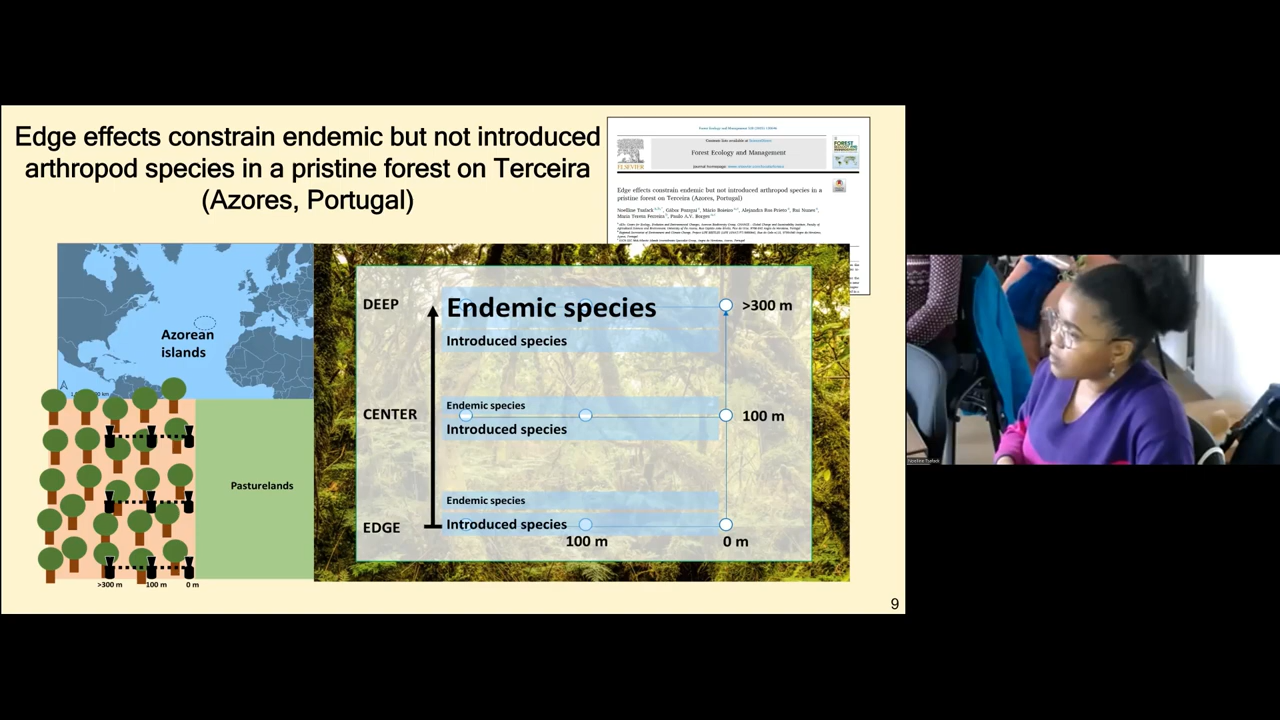 Edge effects constrain endemic but not introduced
arthropod species in a pristine forest on Terceira
(Azores, Portugal)
Forest Ecology and Management
journal homepage:
ELSEVIER
Edge effects constrain endemic but not introduced arthropod species in a
pristine forest on Terceira (Azores, Portugal)
Azorean
islands
Pasturelands
>300 m
100 m
0 m
DEEP
Endemic species
>300 m
Introduced species
Endemic species
CENTER
100 m
Introduced species
Endemic species
EDGE
Introduced species
100 m
0 m
9